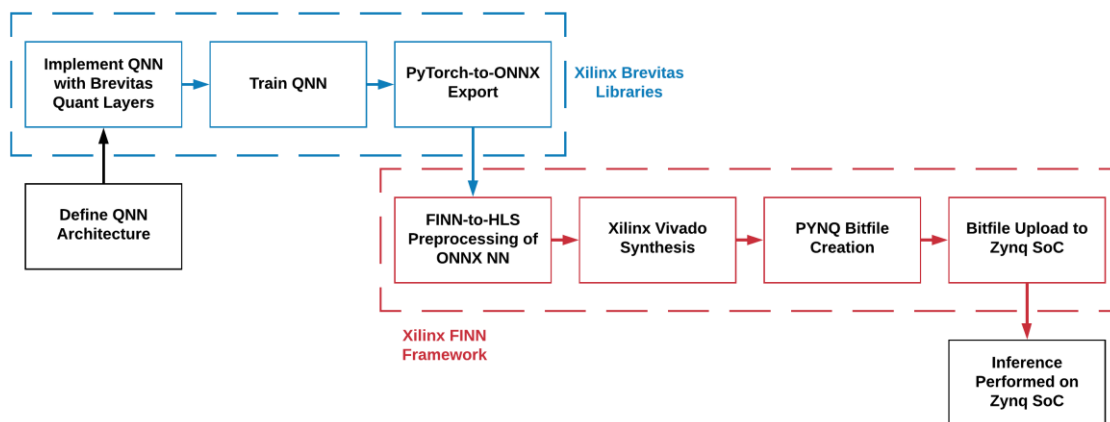 Implement QNN
with Brevitas
Quant Layers
Train QNN
PyTorch-to-ONNX
Export
Xilinx Brevitas
Libraries
Define QNN
Architecture
FINN-to-HLS
Preprocessing of
ONNX NN
Xilinx Vivado
Synthesis
PYNQ Bitfile
Creation
Bitfile Upload to
Zynq SoC
Xilinx FINN
Framework
Inference
Performed on
Zynq SoC